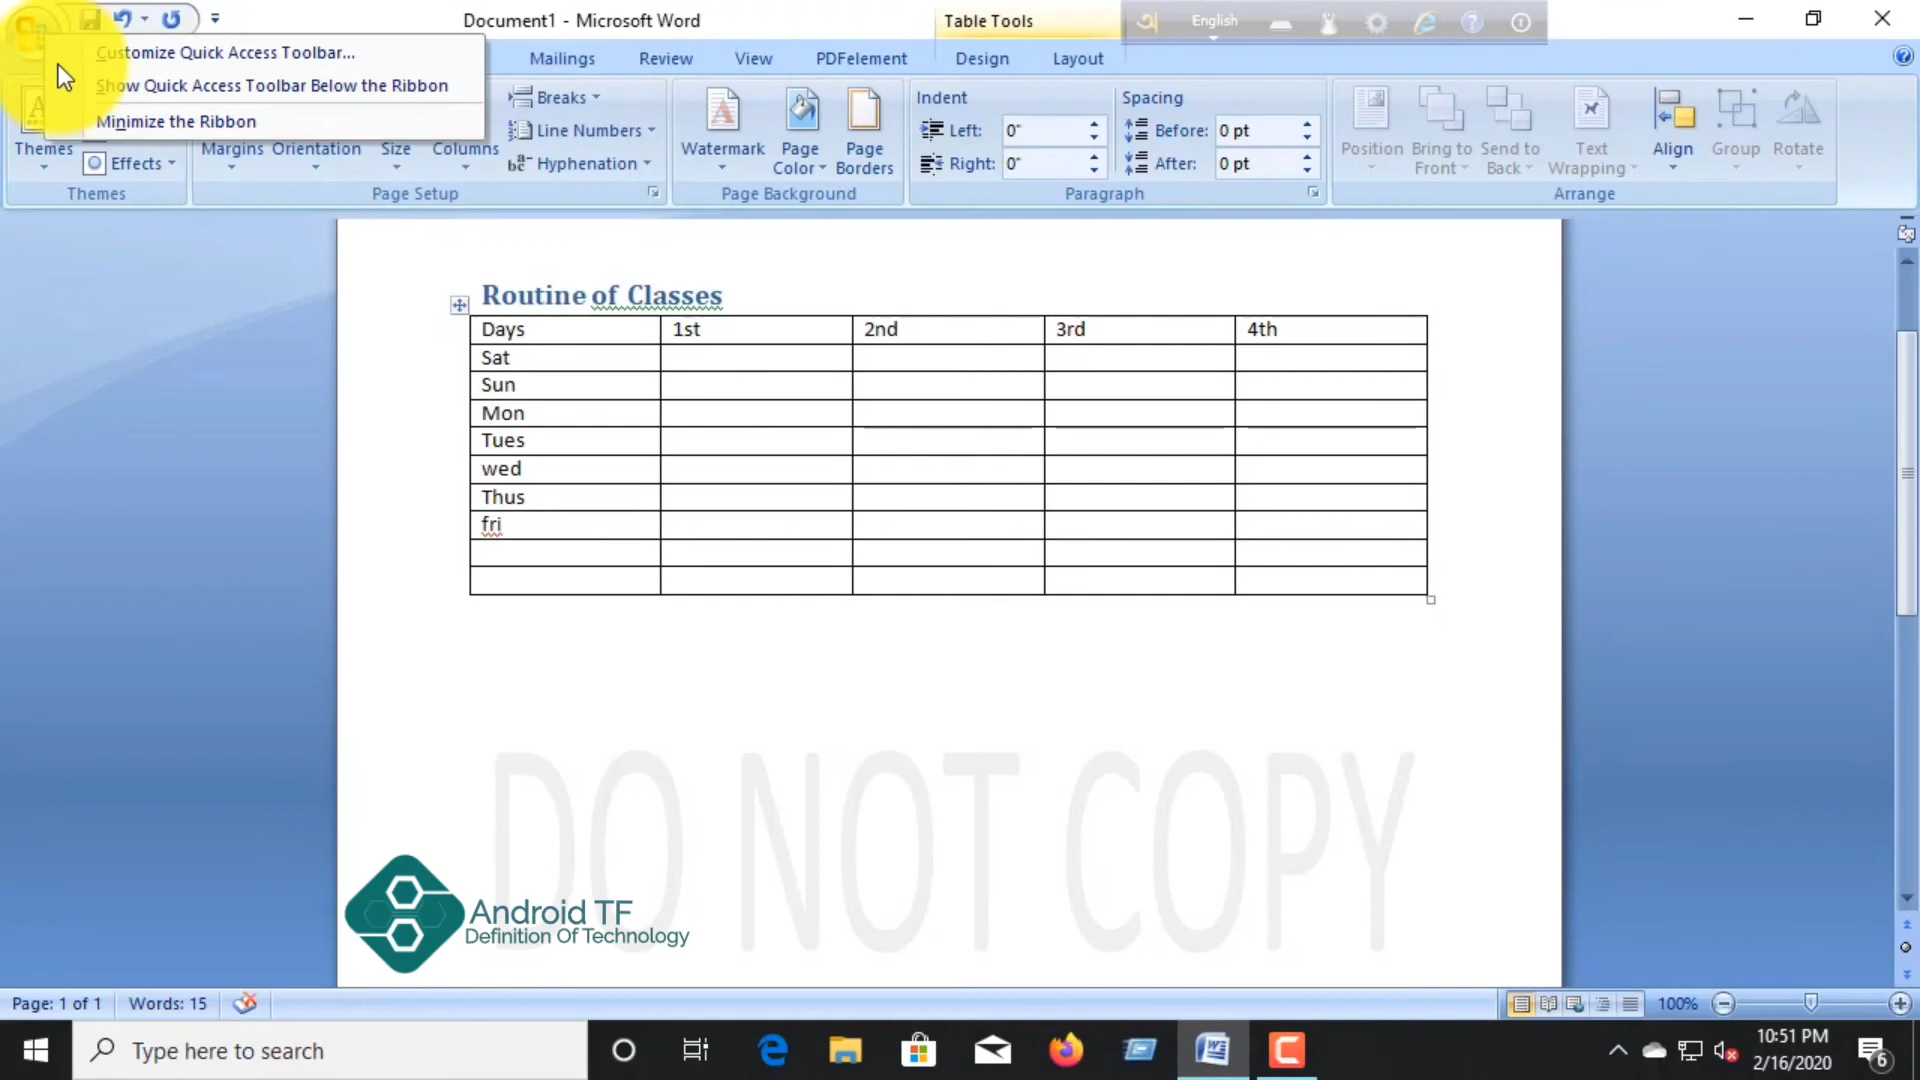 Document1 - Microsoft Word
Table Tools
English
Customize Quick Access Toolbar...
Show Quick Access Toolbar Below the Ribbon
Minimize the Ribbon
Mailings
Review
View
PDFelement
Design
Layout
Themes
Effects
Themes
Margins
Orientation
Size
Columns
Breaks
Line Numbers
Hyphenation
Page Setup
Watermark
Page Color
Page Borders
Page Background
Indent
Left: 0"
Right: 0"
Spacing
Before: 0 pt
After: 0 pt
Paragraph
Position
Bring to Front
Send to Back
Text Wrapping
Align
Group
Rotate
Arrange
Routine of Classes
Days 1st 2nd 3rd 4th
Sat
Sun
Mon
Tues
wed
Thus
fri
DO NOT COPY
Android TF
Definition Of Technology
Page: 1 of 1
Words: 15
100%
Type here to search
10:51 PM
2/16/2020
6